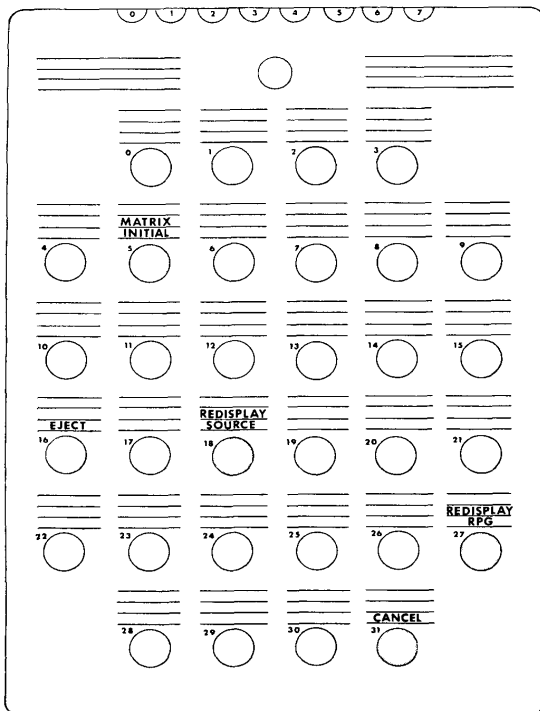 0 1 2 3 4 5 6 7
0 1 2 3
MATRIX
INITIAL
4 5 6 7 8 9
10 11 12 13 14 15
EJECT
REDISPLAY
SOURCE
16 17 18 19 20 21
REDISPLAY
RPG
22 23 24 25 26 27
CANCEL
28 29 30 31